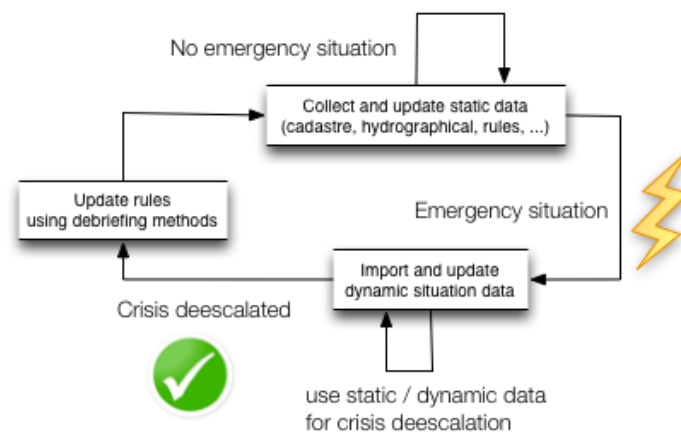 No emergency situation
Collect and update static data
(cadastre, hydrographical, rules, ...)
Update rules
using debriefing methods
Emergency situation
Import and update
dynamic situation data
Crisis deescalated
use static / dynamic data
for crisis deescalation